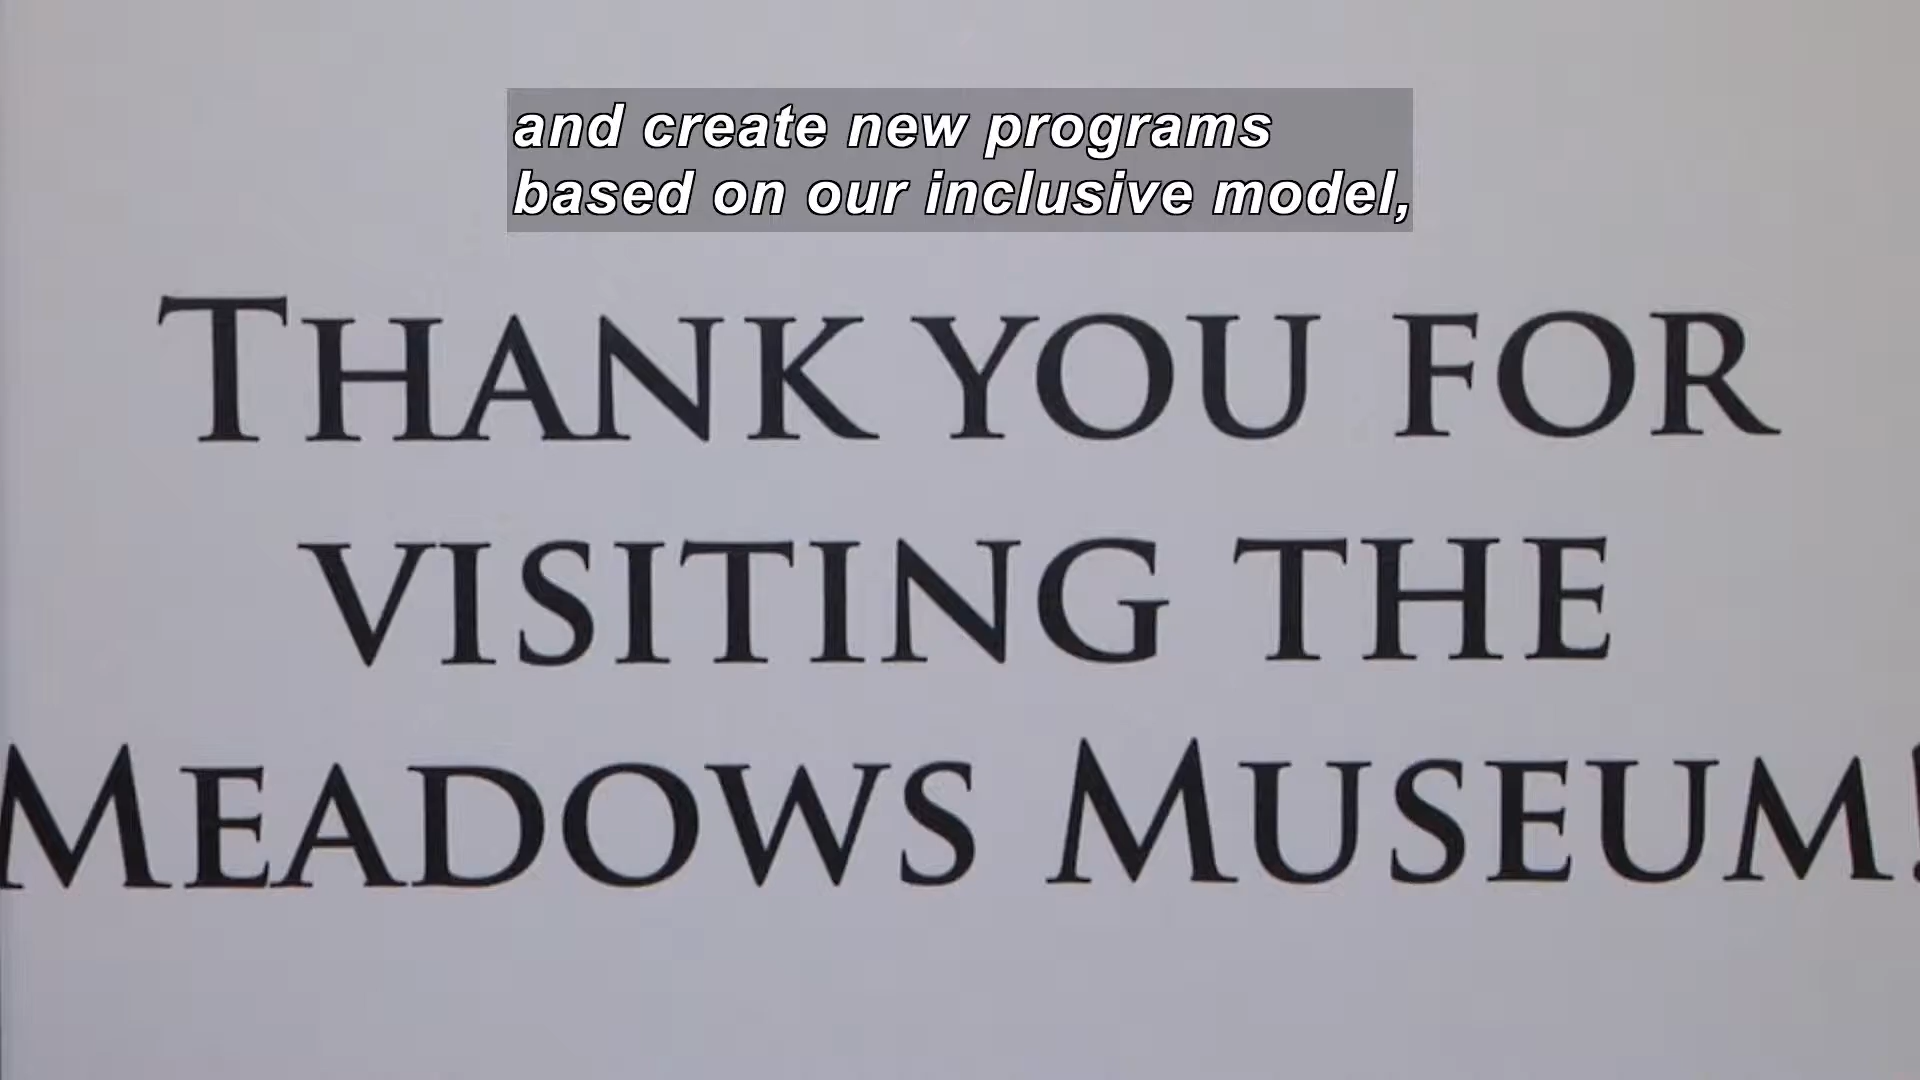 and create new programs
based on our inclusive model,
THANK YOU FOR
VISITING THE
MEADOWS MUSEUM!